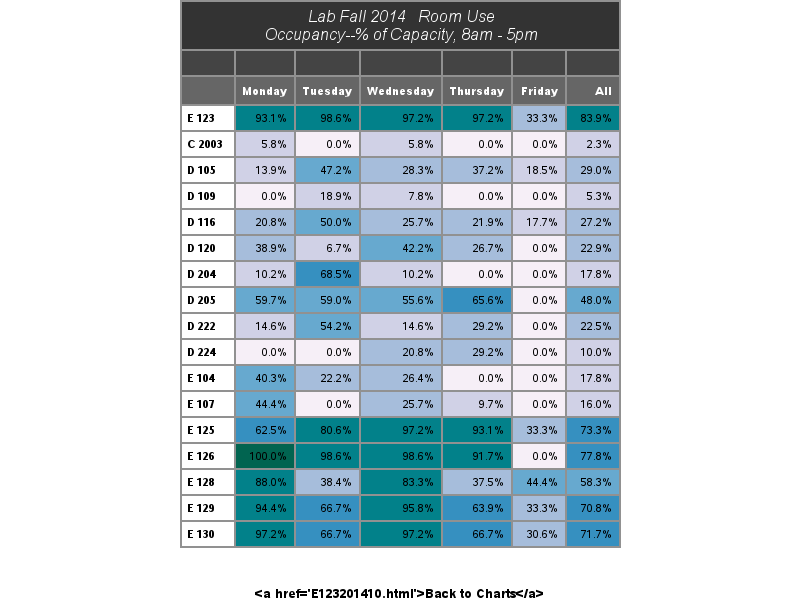 Lab Fall 2014 Room Use
Occupancy--% of Capacity, 8am - 5pm
Monday Tuesday Wednesday Thursday Friday All
E 123 93.1% 98.6% 97.2% 97.2% 33.3% 83.9%
C 2003 5.8% 0.0% 5.8% 0.0% 0.0% 2.3%
D 105 13.9% 47.2% 28.3% 37.2% 18.5% 29.0%
D 109 0.0% 18.9% 7.8% 0.0% 0.0% 5.3%
D 116 20.8% 50.0% 25.7% 21.9% 17.7% 27.2%
D 120 38.9% 6.7% 42.2% 26.7% 0.0% 22.9%
D 204 10.2% 68.5% 10.2% 0.0% 0.0% 17.8%
D 205 59.7% 59.0% 55.6% 65.6% 0.0% 48.0%
D 222 14.6% 54.2% 14.6% 29.2% 0.0% 22.5%
D 224 0.0% 0.0% 20.8% 29.2% 0.0% 10.0%
E 104 40.3% 22.2% 26.4% 0.0% 0.0% 17.8%
E 107 44.4% 0.0% 25.7% 9.7% 0.0% 16.0%
E 125 62.5% 80.6% 97.2% 93.1% 33.3% 73.3%
E 126 100.0% 98.6% 98.6% 91.7% 0.0% 77.8%
E 128 88.0% 38.4% 83.3% 37.5% 44.4% 58.3%
E 129 94.4% 66.7% 95.8% 63.9% 33.3% 70.8%
E 130 97.2% 66.7% 97.2% 66.7% 30.6% 71.7%
<a href='E123201410.html'>Back to Charts</a>